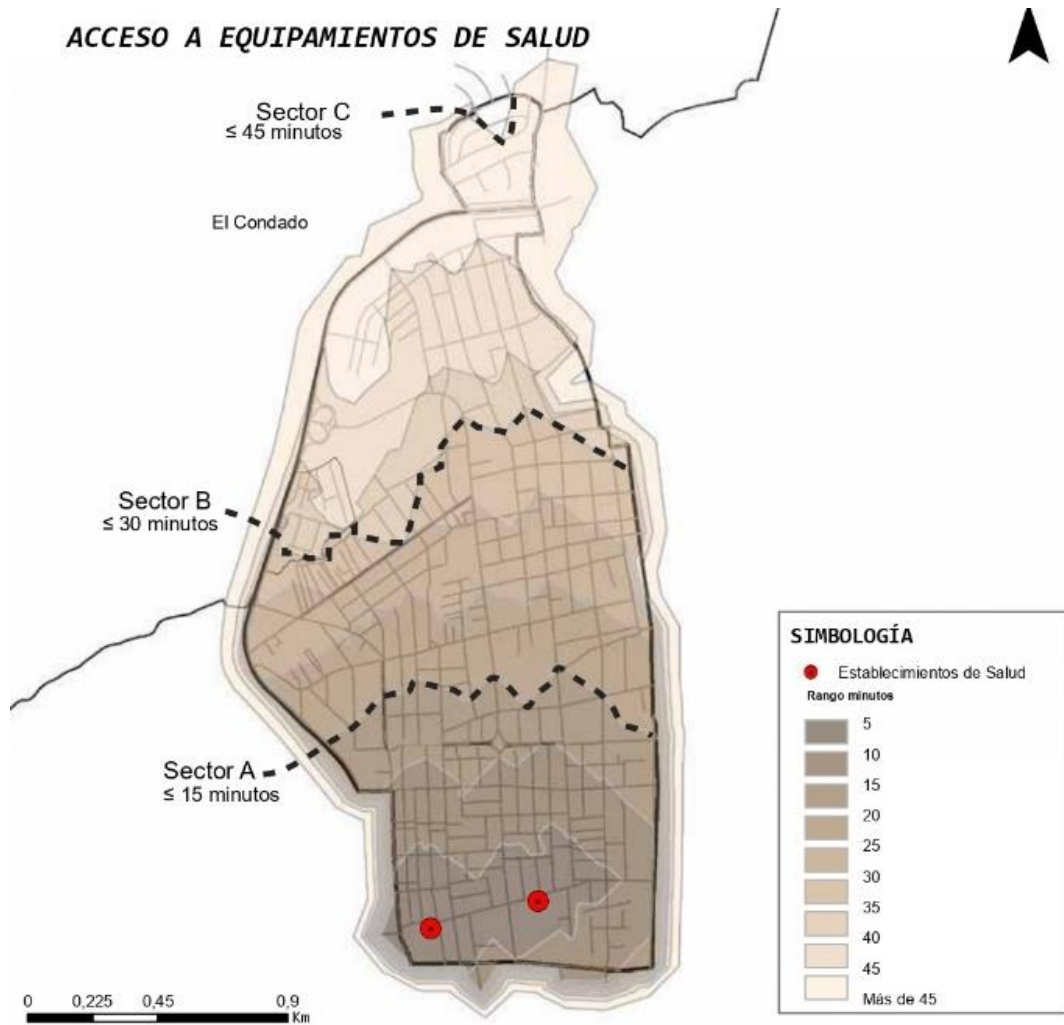 ACCESO A EQUIPAMIENTOS DE SALUD
Sector C
≤ 45 minutos
El Condado
Sector B
≤ 30 minutos
Sector A
≤ 15 minutos
SIMBOLOGÍA
Establecimientos de Salud
Rango minutos
5
10
15
20
25
30
35
40
45
Más de 45
0 0,225 0,45 0,9
Km